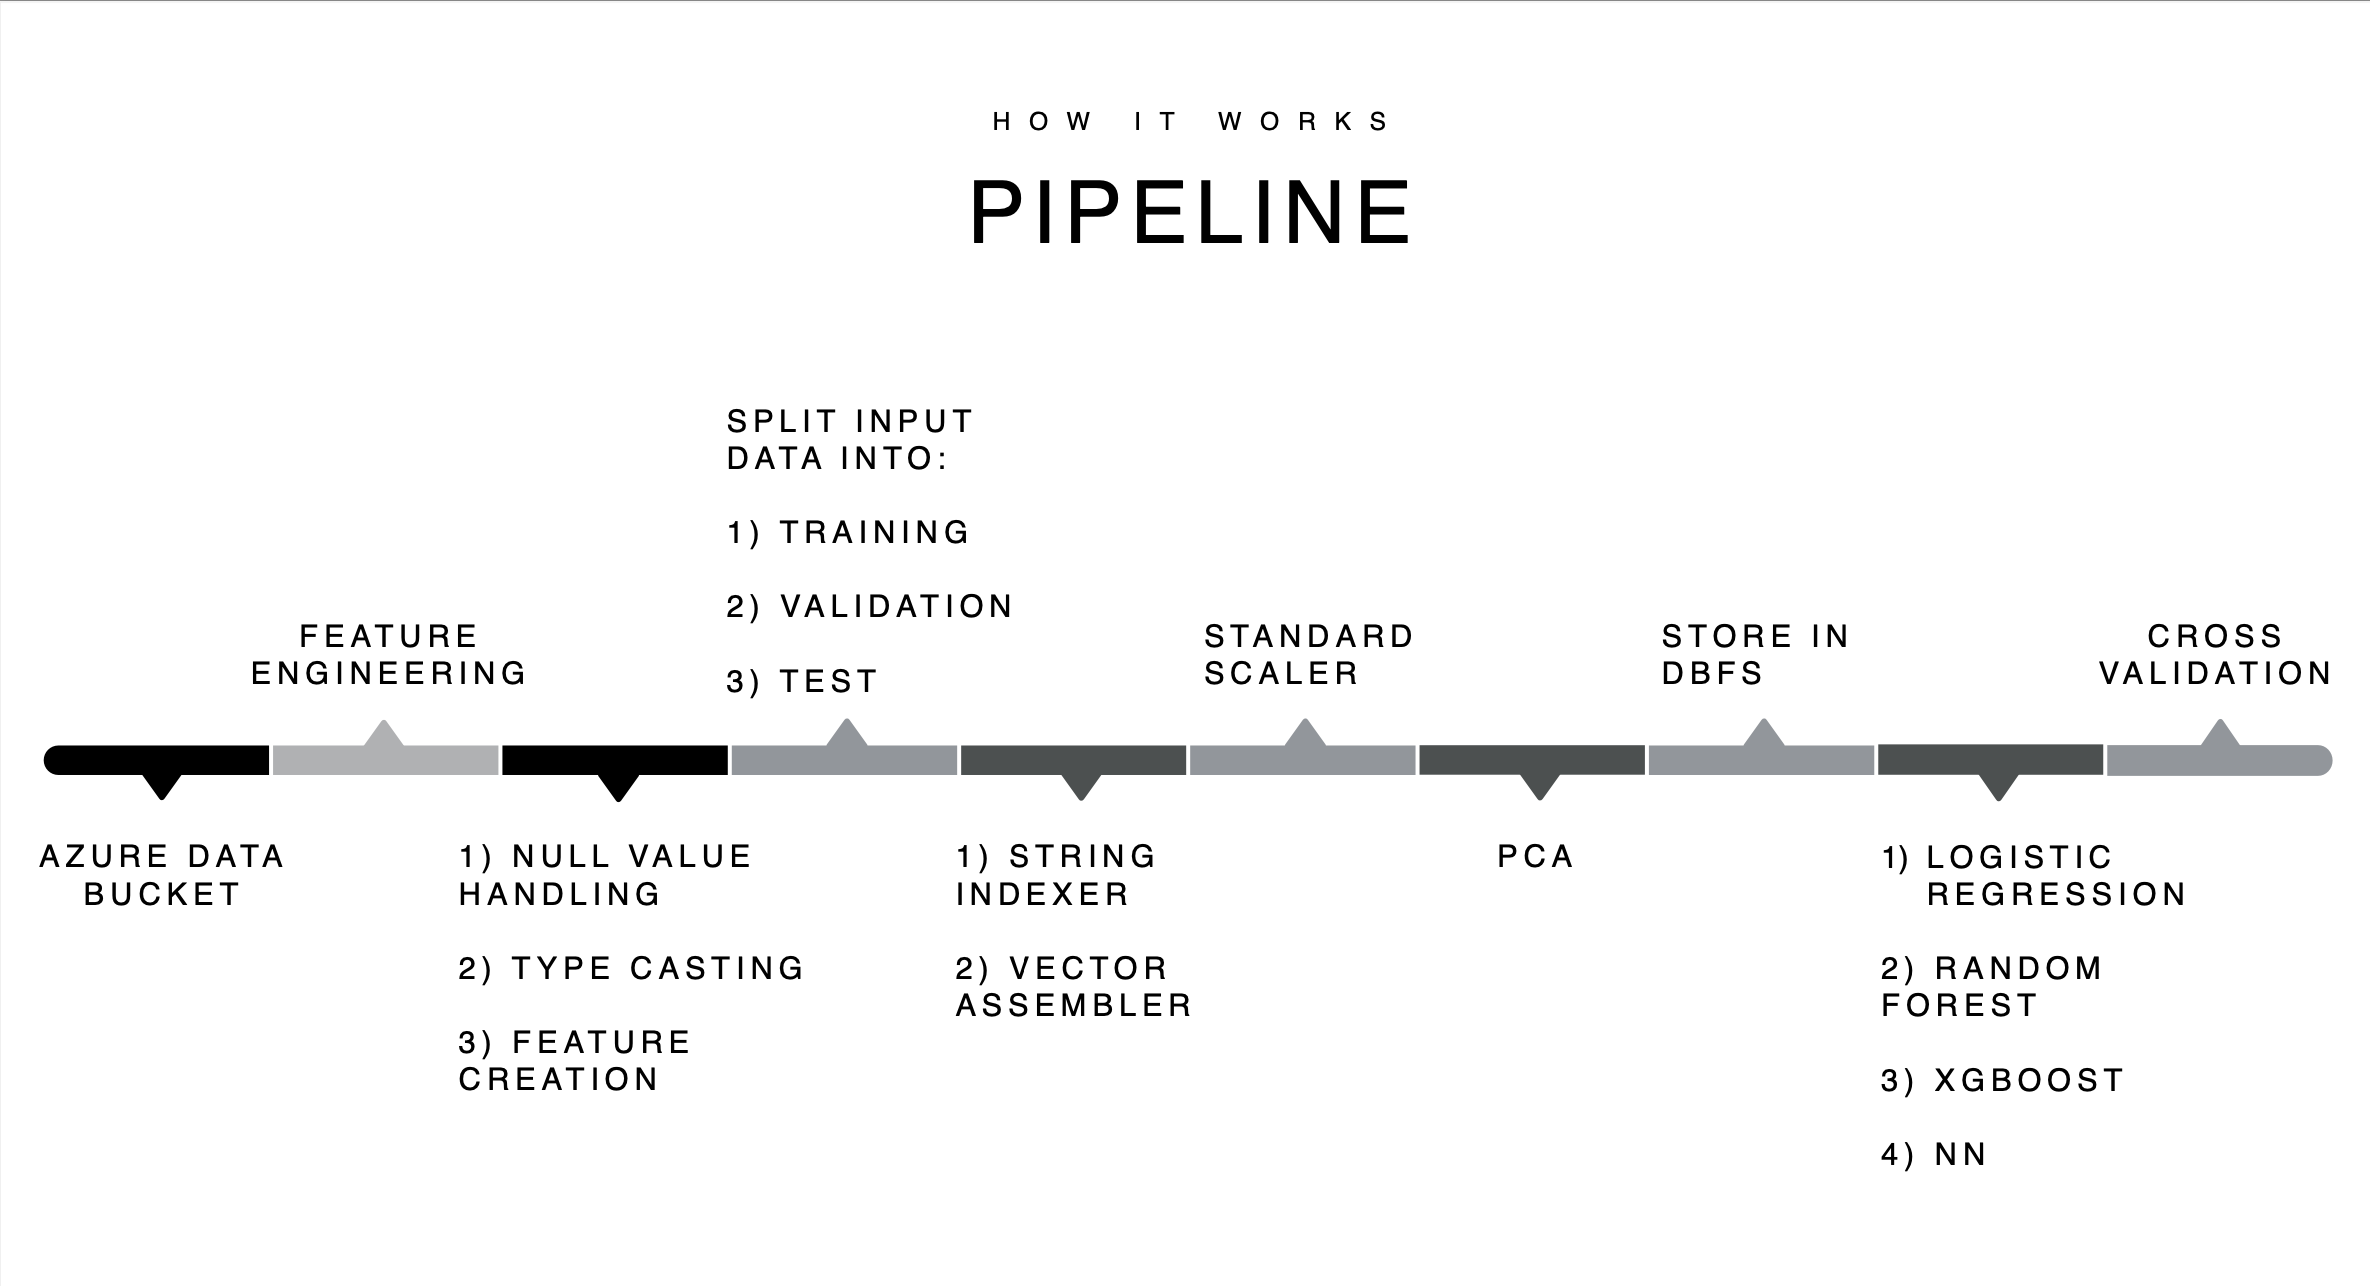 HOW IT WORKS
PIPELINE
AZURE DATA
BUCKET
FEATURE
ENGINEERING
1) NULL VALUE
HANDLING
2) TYPE CASTING
3) FEATURE
CREATION
SPLIT INPUT
DATA INTO:
1) TRAINING
2) VALIDATION
3) TEST
1) STRING
INDEXER
2) VECTOR
ASSEMBLER
STANDARD
SCALER
PCA
STORE IN
DBFS
1) LOGISTIC
REGRESSION
2) RANDOM
FOREST
3) XGBOOST
4) NN
CROSS
VALIDATION